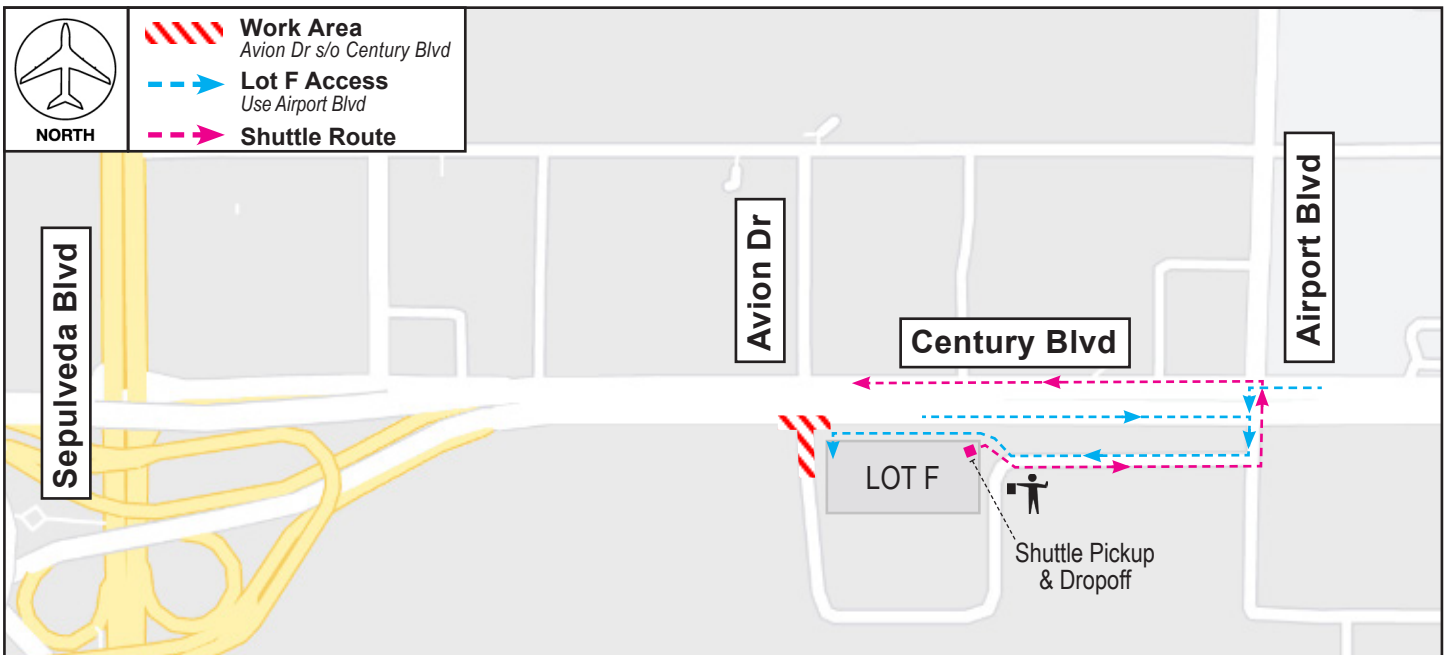 NORTH
Work Area
Avion Dr s/o Century Blvd
Lot F Access
Use Airport Blvd
Shuttle Route
Sepulveda Blvd
Avion Dr
Century Blvd
Airport Blvd
LOT F
Shuttle Pickup
& Dropoff